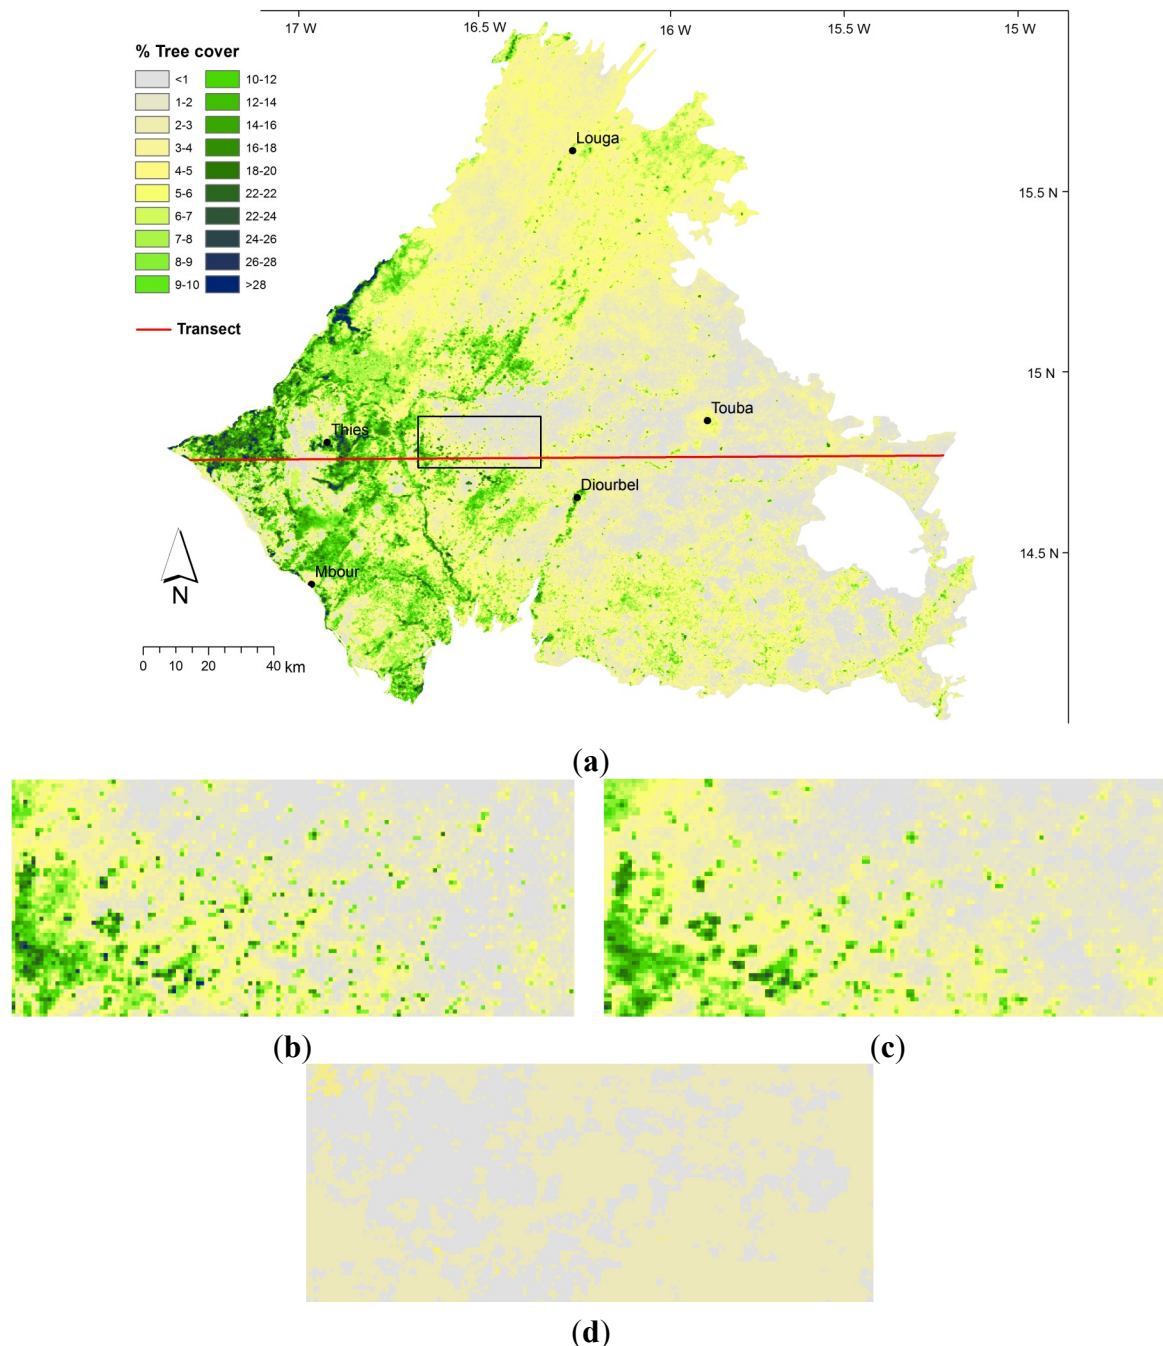 17 W 16.5 W 16 W 15.5 W 15 W
% Tree cover
<1 10-12
1-2 12-14
2-3 14-16
3-4 16-18
4-5 18-20
5-6 22-22
6-7 22-24
7-8 24-26
8-9 26-28
9-10 >28
Transect
Louga
15.5 N
15 N
Touba
Thies
Diourbel
14.5 N
Mbour
N
0 10 20 40 km
(a)
(b) (c)
(d)